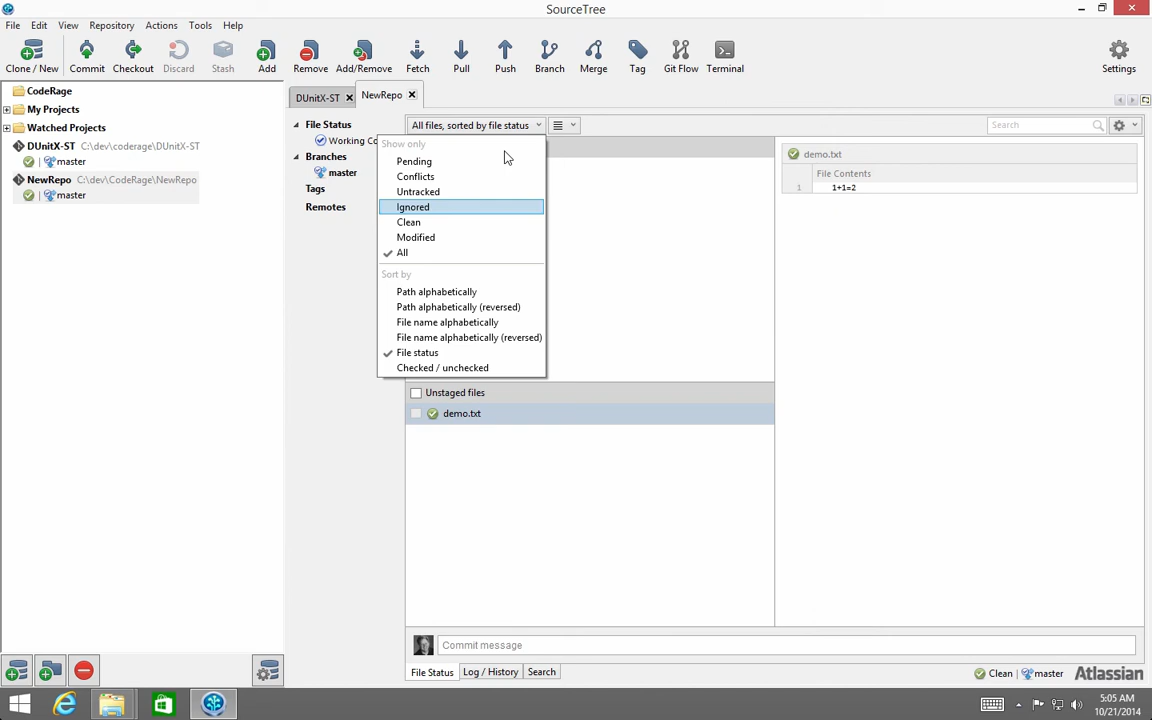 SourceTree
File Edit View Repository Actions Tools Help
Clone / New Commit Checkout Discard Stash Add Remove Add/Remove Fetch Pull Push Branch Merge Tag Git Flow Terminal Settings
CodeRage
My Projects
Watched Projects
DUnitX-ST C:\dev\coderage\DUnitX-ST
master
NewRepo C:\dev\CodeRage\NewRepo
master
DUnitX-ST NewRepo
File Status
Working Co
Branches
master
Tags
Remotes
All files, sorted by file status
Search
Show only
Pending
Conflicts
Untracked
Ignored
Clean
Modified
All
Sort by
Path alphabetically
Path alphabetically (reversed)
File name alphabetically
File name alphabetically (reversed)
File status
Checked / unchecked
Unstaged files
demo.txt
demo.txt
File Contents
1 1+1=2
Commit message
File Status Log / History Search
Clean master Atlassian
5:05 AM
10/21/2014